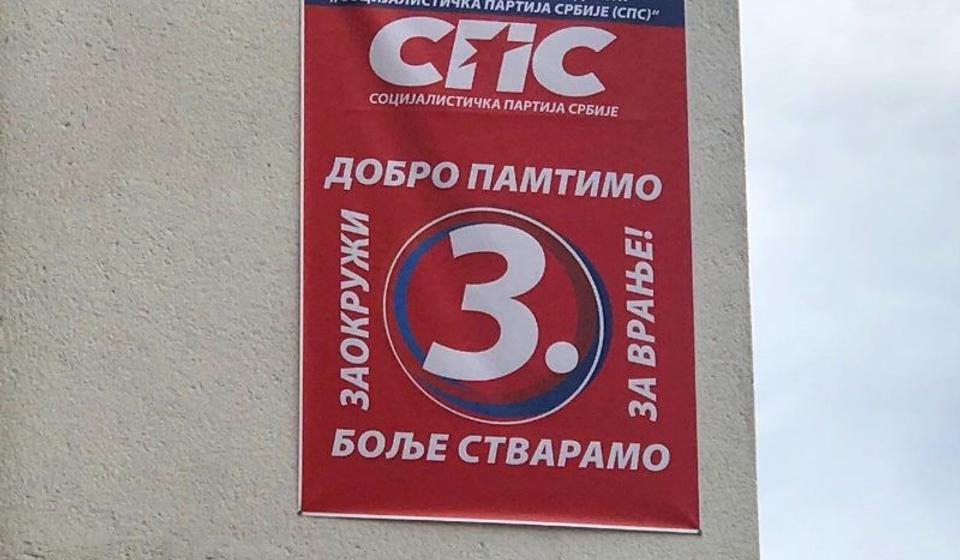 „СОЦИЈАЛИСТИЧКА ПАРТИЈА СРБИЈЕ (СПС)“
СПС
СОЦИЈАЛИСТИЧКА ПАРТИЈА СРБИЈЕ
ДОБРО ПАМТИМО
ЗАОКРУЖИ
3.
ЗА ВРАЊЕ!
БОЉЕ СТВАРАМО